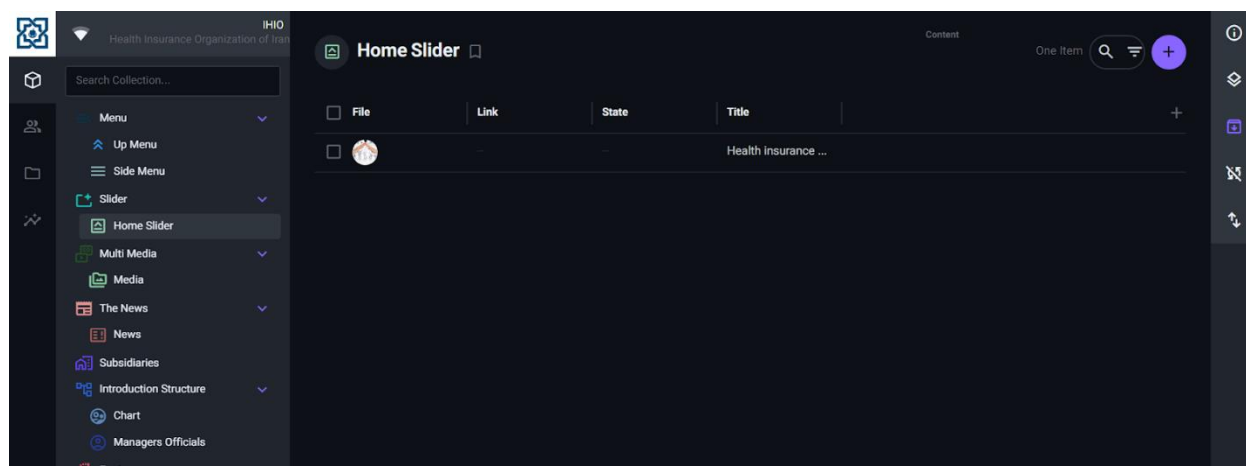 IHIO
Health Insurance Organization of Iran
Search Collection...
Menu
Up Menu
Side Menu
Slider
Home Slider
Multi Media
Media
The News
News
Subsidiaries
Introduction Structure
Chart
Managers Officials
Content
Home Slider
One Item
File Link State Title
-- -- Health insurance ...